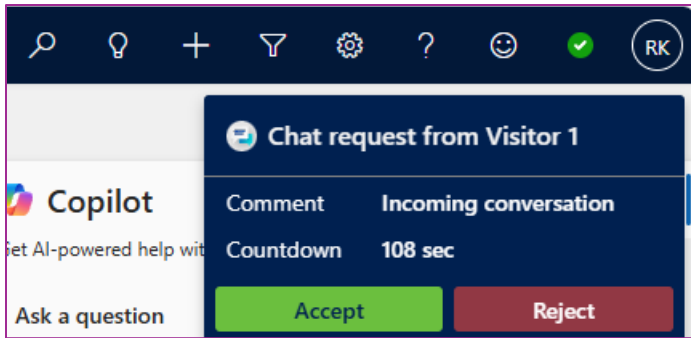 RK
Chat request from Visitor 1
Copilot
Comment Incoming conversation
Get AI-powered help wit
Countdown 108 sec
Ask a question
Accept Reject